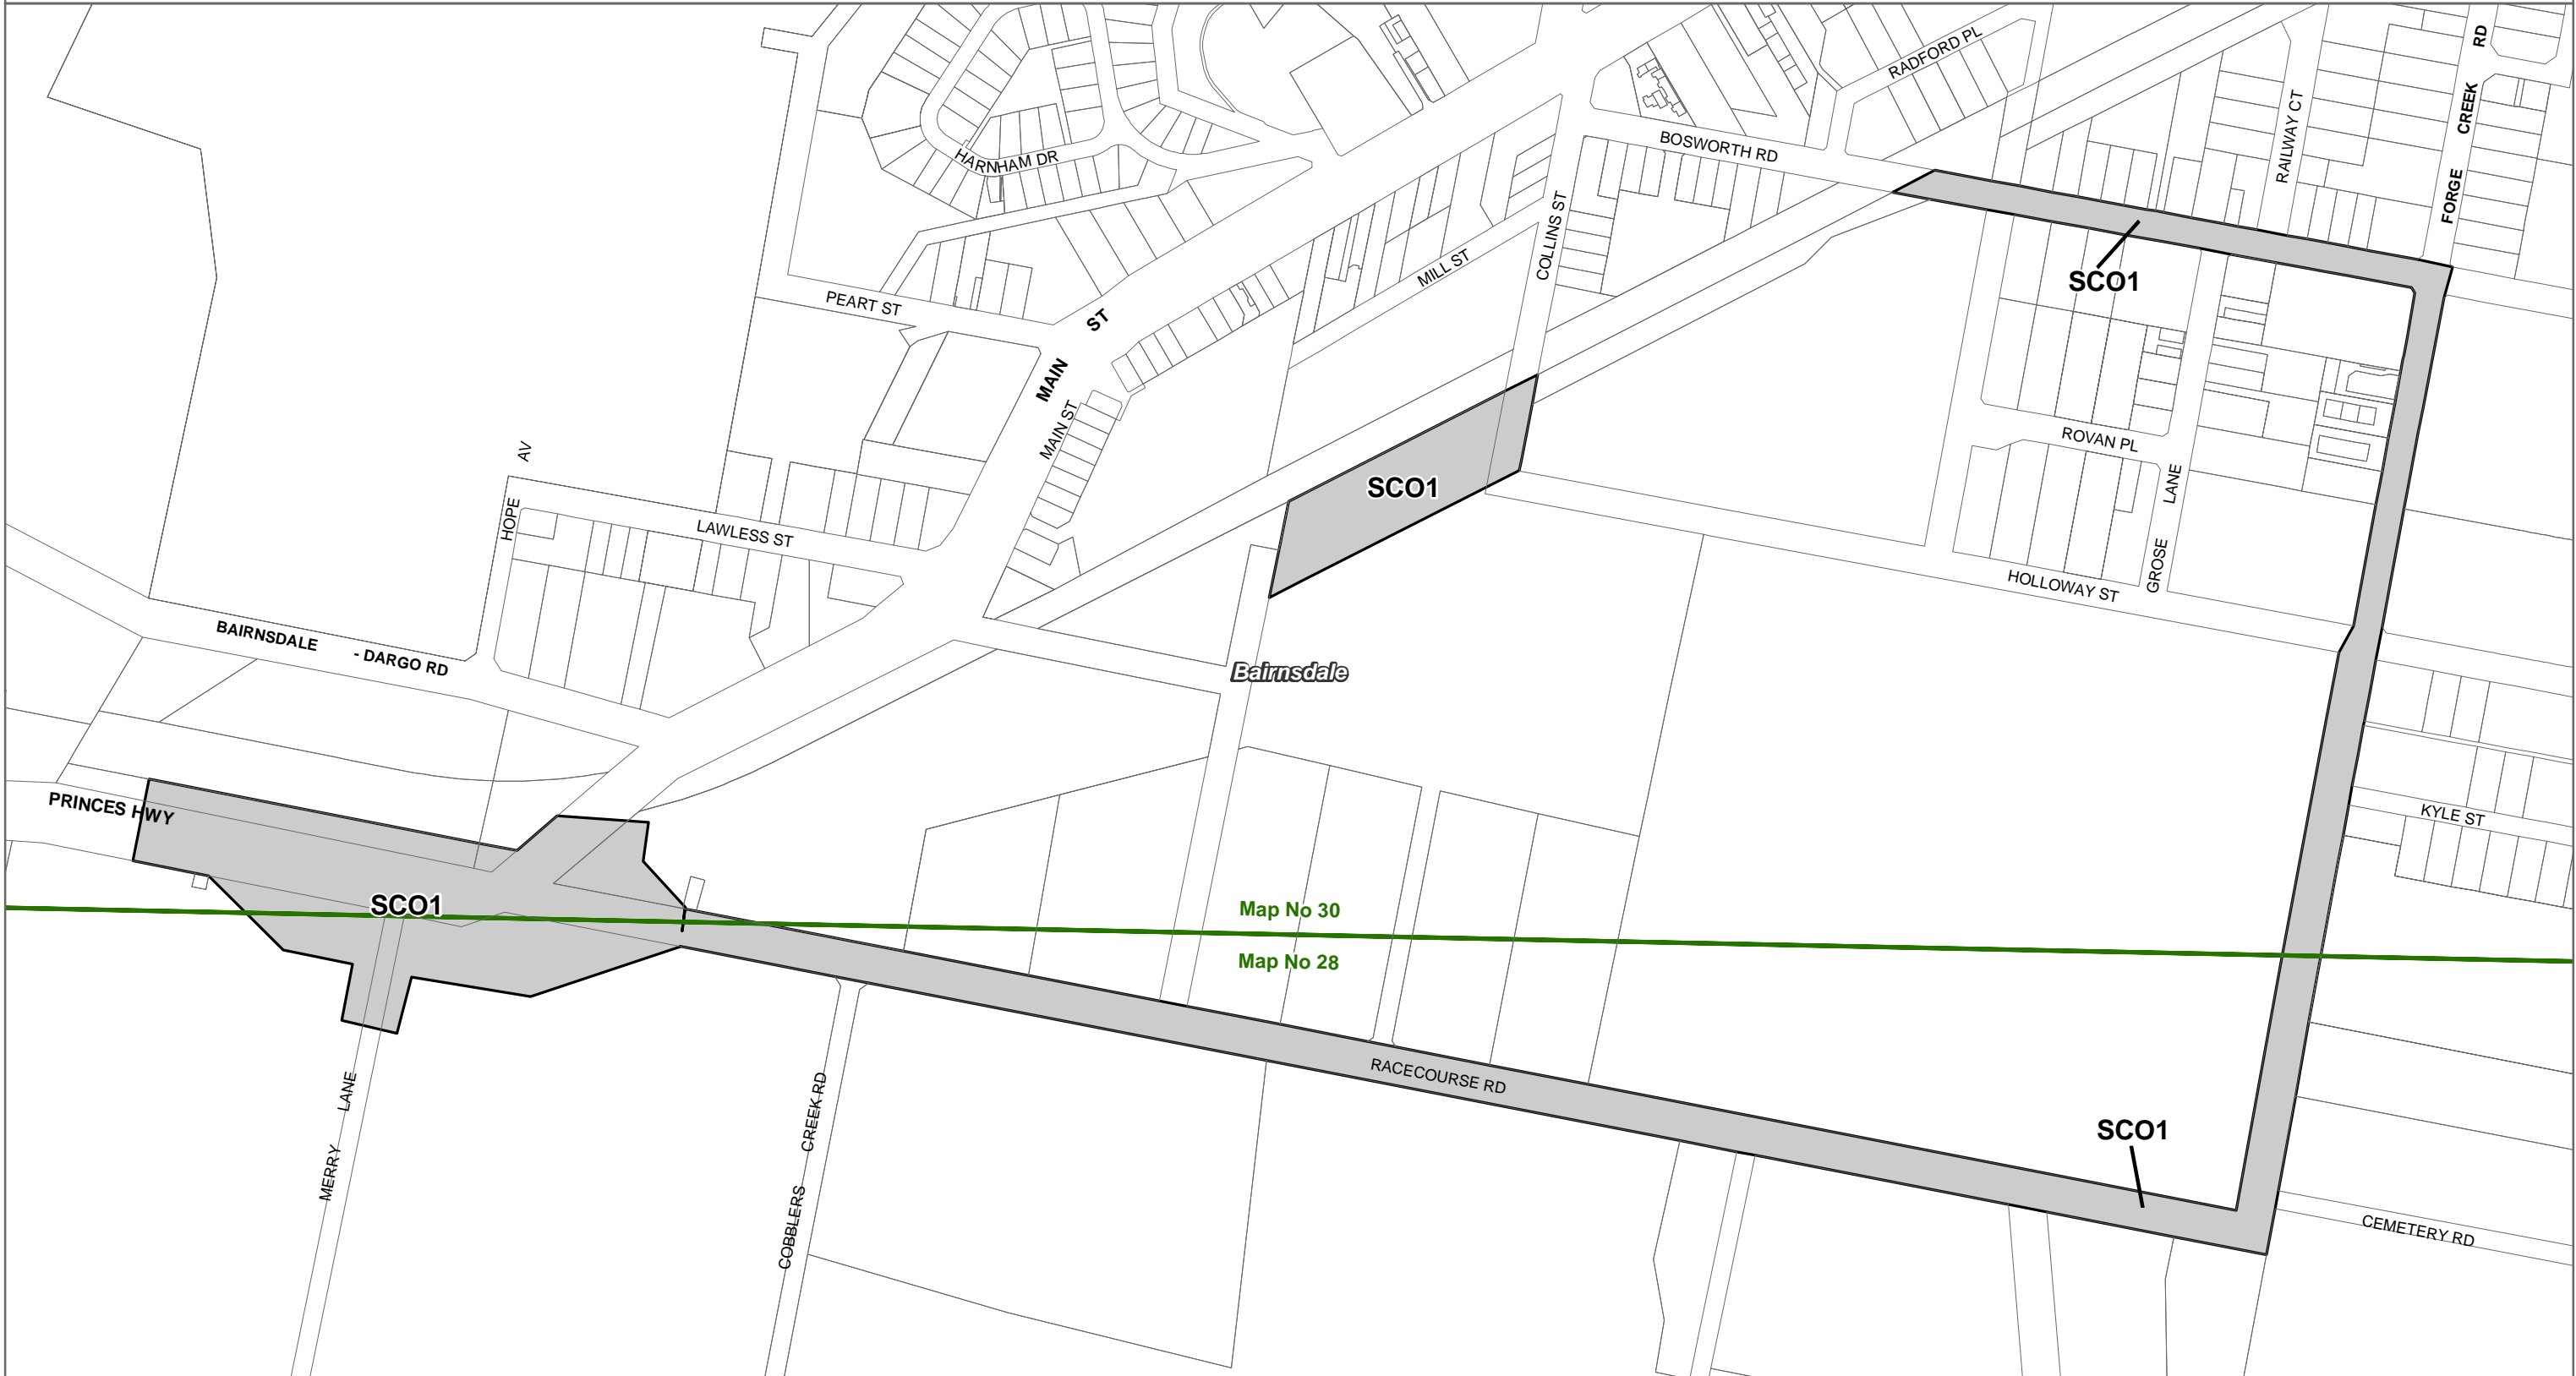 RD
CREEK
FORGE
RADFORD PL
RAILWAY CT
BOSWORTH RD
HARNHAM DR
COLLINS ST
MILL ST
SCO1
PEART ST
ST
MAIN
MAIN ST
ROVAN PL
AV
HOPE
LAWLESS ST
SCO1
LANE
GROSE
HOLLOWAY ST
BAIRNSDALE
- DARGO RD
Bairnsdale
PRINCES HWY
KYLE ST
SCO1
Map No 30
Map No 28
RACECOURSE RD
LANE
MERRY
CREEK RD
COBBLERS
SCO1
CEMETERY RD